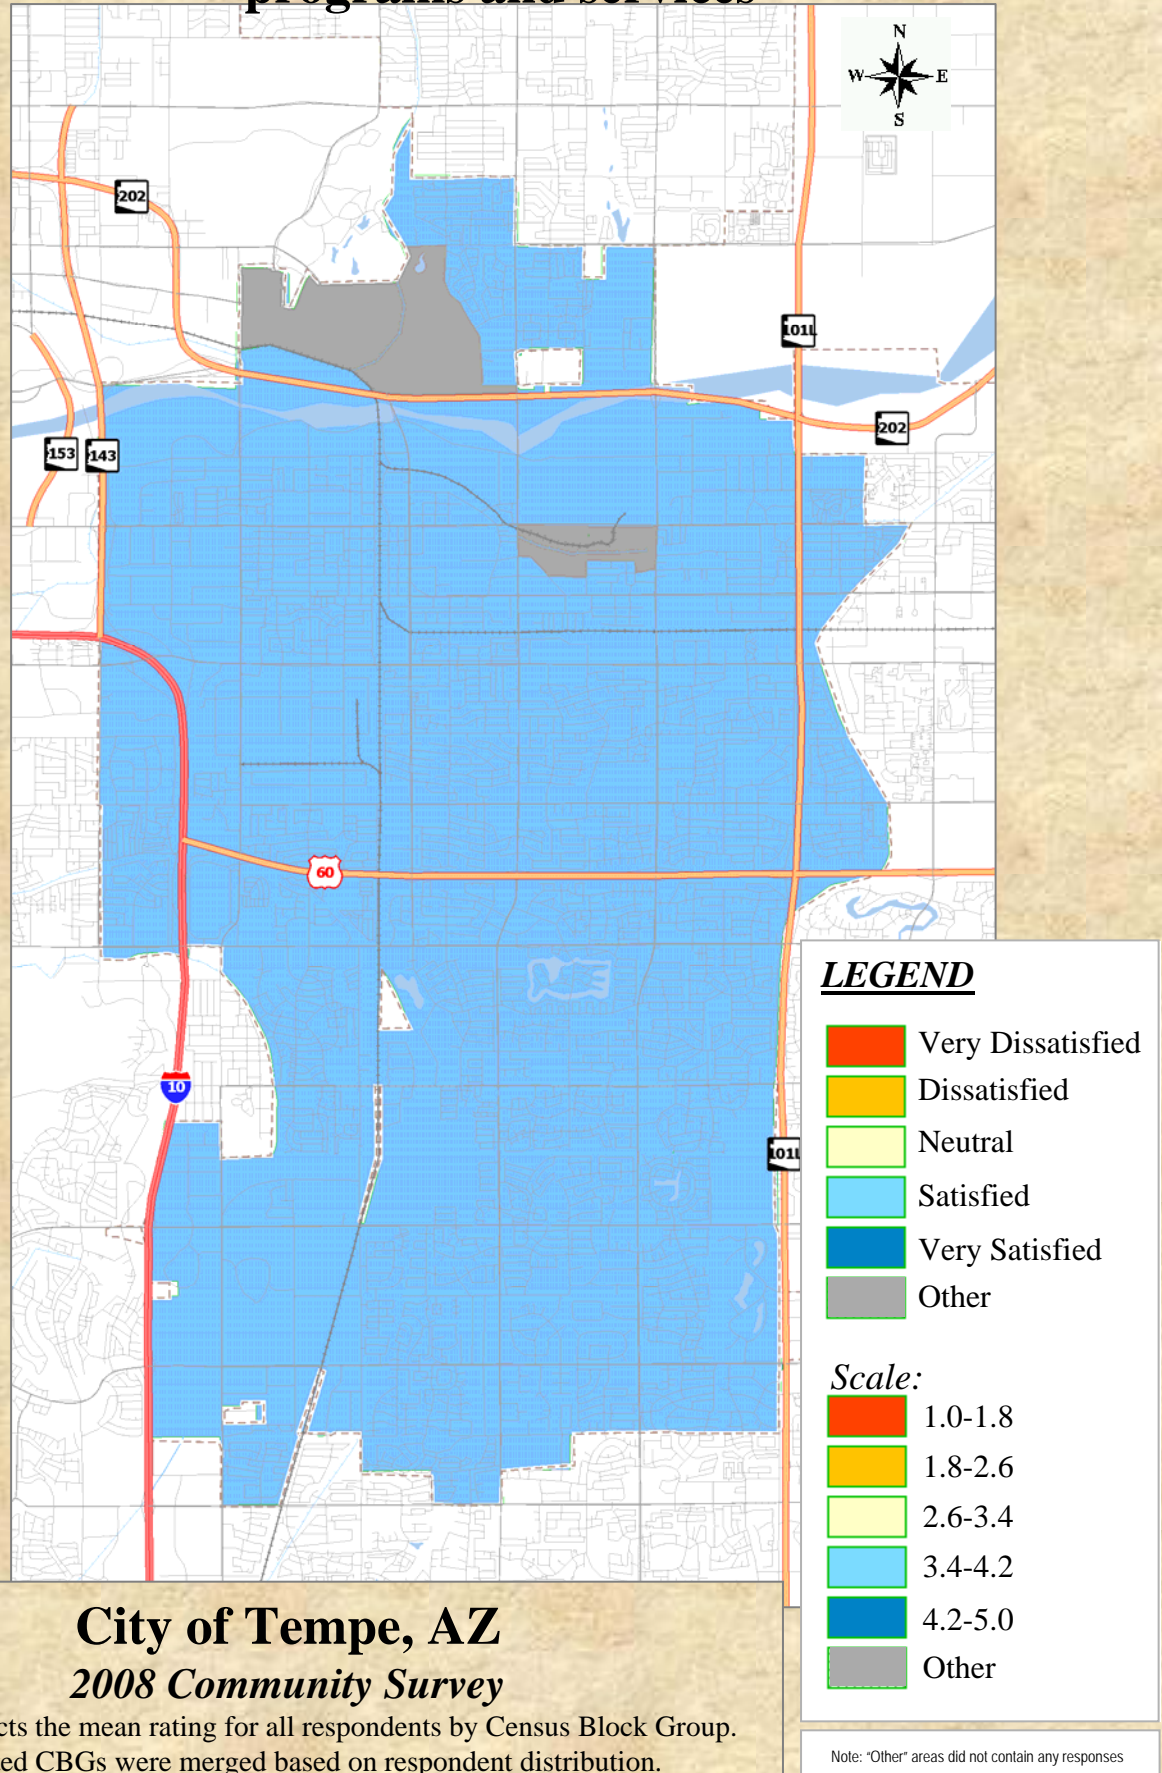 programs and services
N
W E
S
202
101L
202
153 143
60
10
101L
LEGEND
Very Dissatisfied
Dissatisfied
Neutral
Satisfied
Very Satisfied
Other
Scale:
1.0-1.8
1.8-2.6
2.6-3.4
3.4-4.2
4.2-5.0
Other
City of Tempe, AZ
2008 Community Survey
the mean rating for all respondents by Census Block Group.
CBGs were merged based on respondent distribution.
Note: "Other" areas did not contain any responses